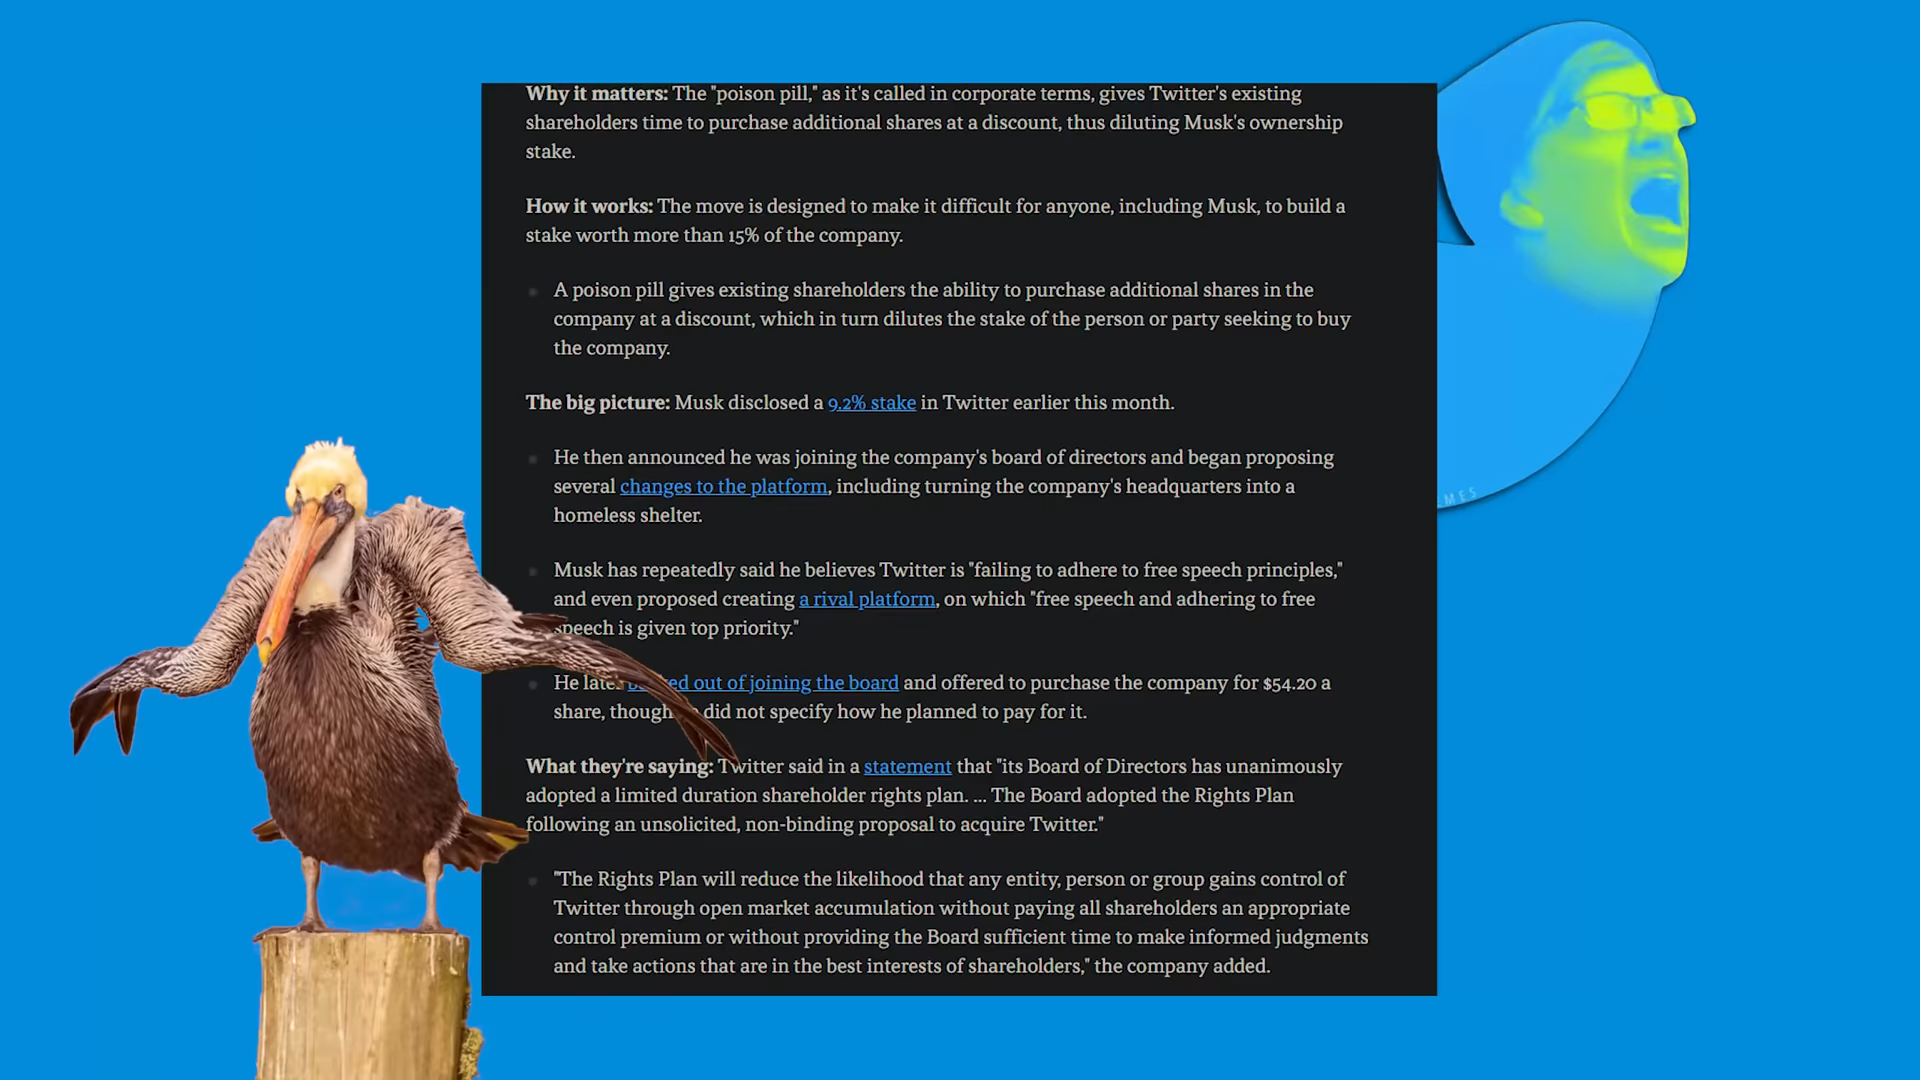 Why it matters: The "poison pill," as it's called in corporate terms, gives Twitter's existing
shareholders time to purchase additional shares at a discount, thus diluting Musk's ownership
stake.
How it works: The move is designed to make it difficult for anyone, including Musk, to build a
stake worth more than 15% of the company.
A poison pill gives existing shareholders the ability to purchase additional shares in the
company at a discount, which in turn dilutes the stake of the person or party seeking to buy
the company.
The big picture: Musk disclosed a 9.2% stake in Twitter earlier this month.
He then announced he was joining the company's board of directors and began proposing
several changes to the platform, including turning the company's headquarters into a
homeless shelter.
Musk has repeatedly said he believes Twitter is "failing to adhere to free speech principles,"
and even proposed creating a rival platform, on which "free speech and adhering to free
speech is given top priority."
He later out of joining the board and offered to purchase the company for $54.20 a
share, though did not specify how he planned to pay for it.
What they're saying: Twitter said in a statement that "its Board of Directors has unanimously
adopted a limited duration shareholder rights plan. ... The Board adopted the Rights Plan
following an unsolicited, non-binding proposal to acquire Twitter."
"The Rights Plan will reduce the likelihood that any entity, person or group gains control of
Twitter through open market accumulation without paying all shareholders an appropriate
control premium or without providing the Board sufficient time to make informed judgments
and take actions that are in the best interests of shareholders," the company added.
MES